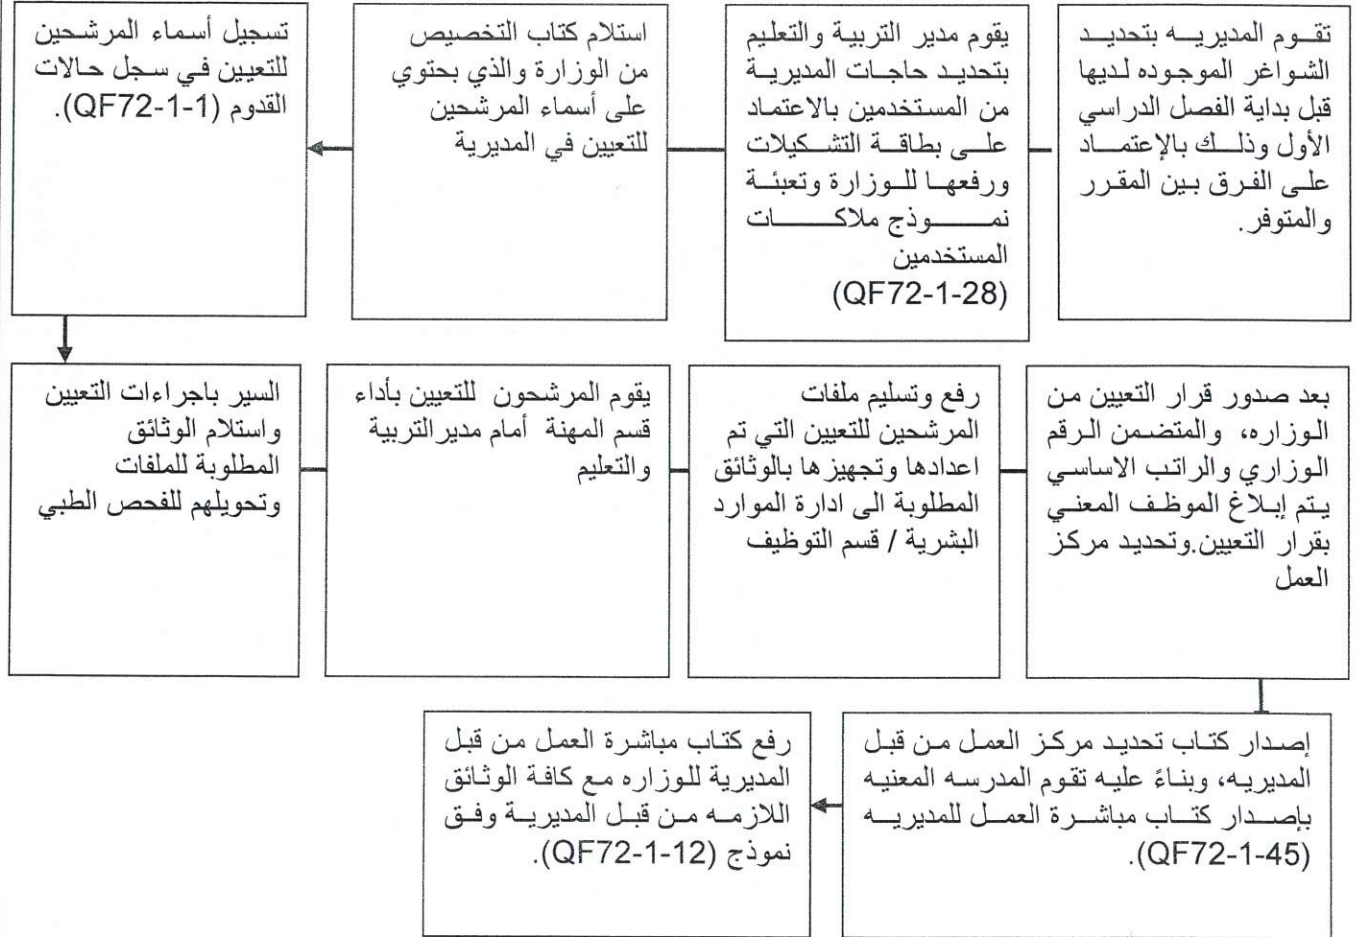 تقوم المديريه بتحديد
الشواغر الموجوده لديها
قبل بداية الفصل الدراسي
الأول وذلك بالإعتماد
على الفرق بين المقرر
والمتوفر.
يقوم مدير التربية والتعليم
بتحديد حاجات المديرية
من المستخدمين بالاعتماد
على بطاقة التشكيلات
ورفعها للوزارة وتعبئة
نموذج ملاكات
المستخدمين
(QF72-1-28)
استلام كتاب التخصيص
من الوزارة والذي بحتوي
على أسماء المرشحين
للتعيين في المديرية
تسجيل أسماء المرشحين
للتعيين في سجل حالات
القدوم (QF72-1-1).
السير باجراءات التعيين
واستلام الوثائق
المطلوبة للملفات
وتحويلهم للفحص الطبي
يقوم المرشحون للتعيين بأداء
قسم المهنة أمام مدير التربية
والتعليم
رفع وتسليم ملفات
المرشحين للتعيين التي تم
اعدادها وتجهيزها بالوثائق
المطلوبة الى ادارة الموارد
البشرية / قسم التوظيف
بعد صدور قرار التعيين من
الوزاره، والمتضمن الرقم
الوزاري والراتب الاساسي
يتم إبلاغ الموظف المعني
بقرار التعيين.وتحديد مركز
العمل
إصدار كتاب تحديد مركز العمل من قبل
المديريه، وبناءً عليه تقوم المدرسه المعنيه
بإصدار كتاب مباشرة العمل للمديريه
(QF72-1-45).
رفع كتاب مباشرة العمل من قبل
المديرية للوزاره مع كافة الوثائق
اللازمه من قبل المديرية وفق
نموذج (QF72-1-12).